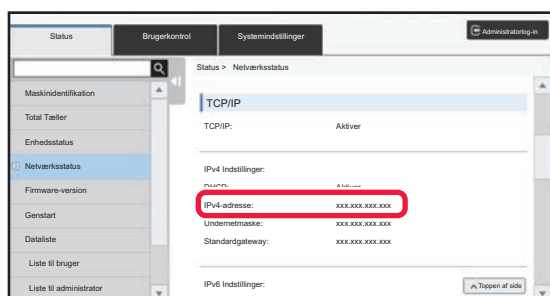 Status
Brugerkontrol
Systemindstillinger
Administratorlog-in
Status > Netværksstatus
Maskinidentifikation
Total Tæller
Enhedsstatus
Netværksstatus
Firmware-version
Genstart
Dataliste
Liste til bruger
Liste til administrator
TCP/IP
TCP/IP: Aktiver
IPv4 Indstillinger:
DHCP: Aktiver
IPv4-adresse: xxx.xxx.xxx.xxx
Undernetmaske: xxx.xxx.xxx.xxx
Standardgateway: xxx.xxx.xxx.xxx
IPv6 Indstillinger:
Toppen af side